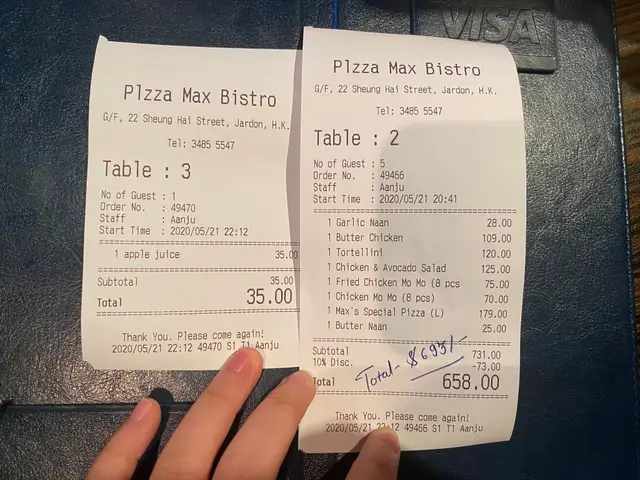 VISA
Plzza Max Bistro
G/F, 22 Sheung Hai Street, Jardon, H.K.
Tel: 3485 5547
Table : 3
No of Guest : 1
Order No. : 49470
Staff : Aanju
Start Time : 2020/05/21 22:12
1 apple juice 35.00
Subtotal 35.00
Total 35.00
Thank You. Please come again!
2020/05/21 22:12 49470 S1 T1 Aanju
Plzza Max Bistro
G/F, 22 Sheung Hai Street, Jardon, H.K.
Tel: 3485 5547
Table : 2
No of Guest : 5
Order No. : 49466
Staff : Aanju
Start Time : 2020/05/21 20:41
1 Garlic Naan 28.00
1 Butter Chicken 109.00
1 Tortellini 120.00
1 Chicken & Avocado Salad 125.00
1 Fried Chicken Mo Mo (8 pcs 75.00
1 Chicken Mo Mo (8 pcs) 70.00
1 Max's Special Pizza (L) 179.00
1 Butter Naan 25.00
Subtotal 731.00
10% Disc. -73.00
Total - $693/-
Total 658.00
Thank You. Please come again!
2020/05/21 22:12 49466 S1 T1 Aanju